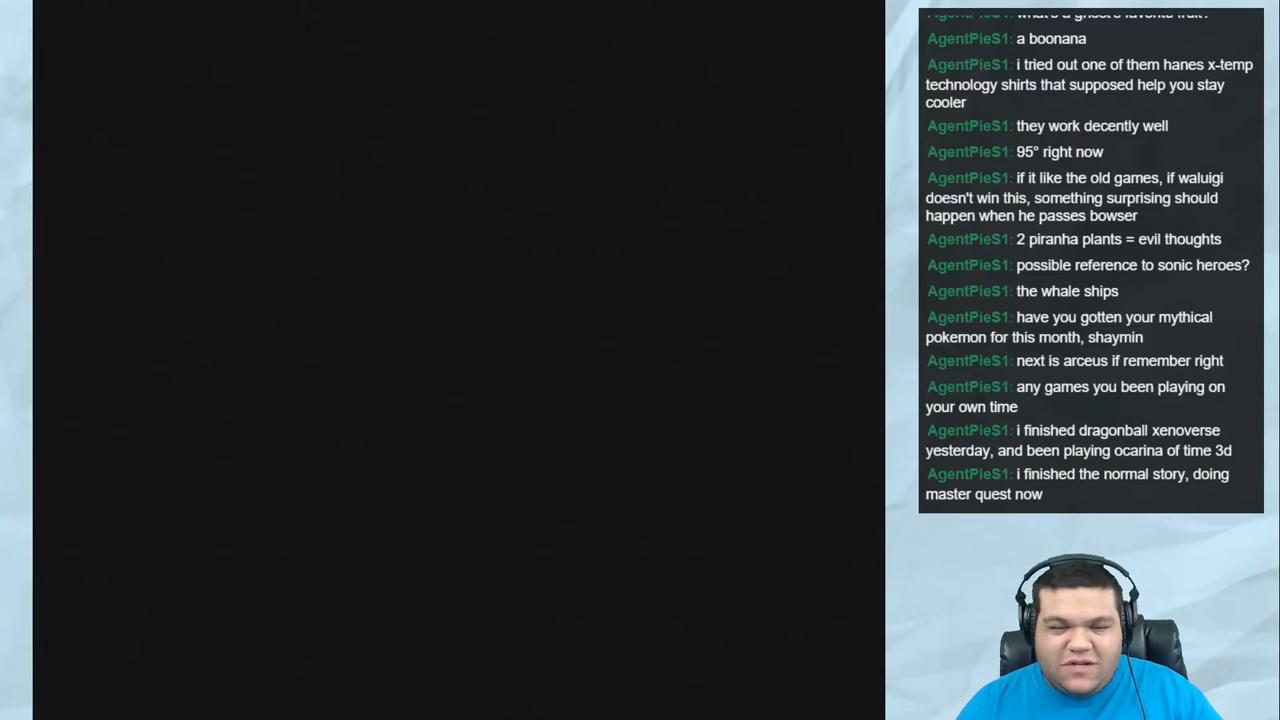 AgentPieS1: what's a ghost's favorite fruit?
AgentPieS1: a boonana
AgentPieS1: i tried out one of them hanes x-temp
technology shirts that supposed help you stay
cooler
AgentPieS1: they work decently well
AgentPieS1: 95° right now
AgentPieS1: if it like the old games, if waluigi
doesn't win this, something surprising should
happen when he passes bowser
AgentPieS1: 2 piranha plants = evil thoughts
AgentPieS1: possible reference to sonic heroes?
AgentPieS1: the whale ships
AgentPieS1: have you gotten your mythical
pokemon for this month, shaymin
AgentPieS1: next is arceus if remember right
AgentPieS1: any games you been playing on
your own time
AgentPieS1: i finished dragonball xenoverse
yesterday, and been playing ocarina of time 3d
AgentPieS1: i finished the normal story, doing
master quest now